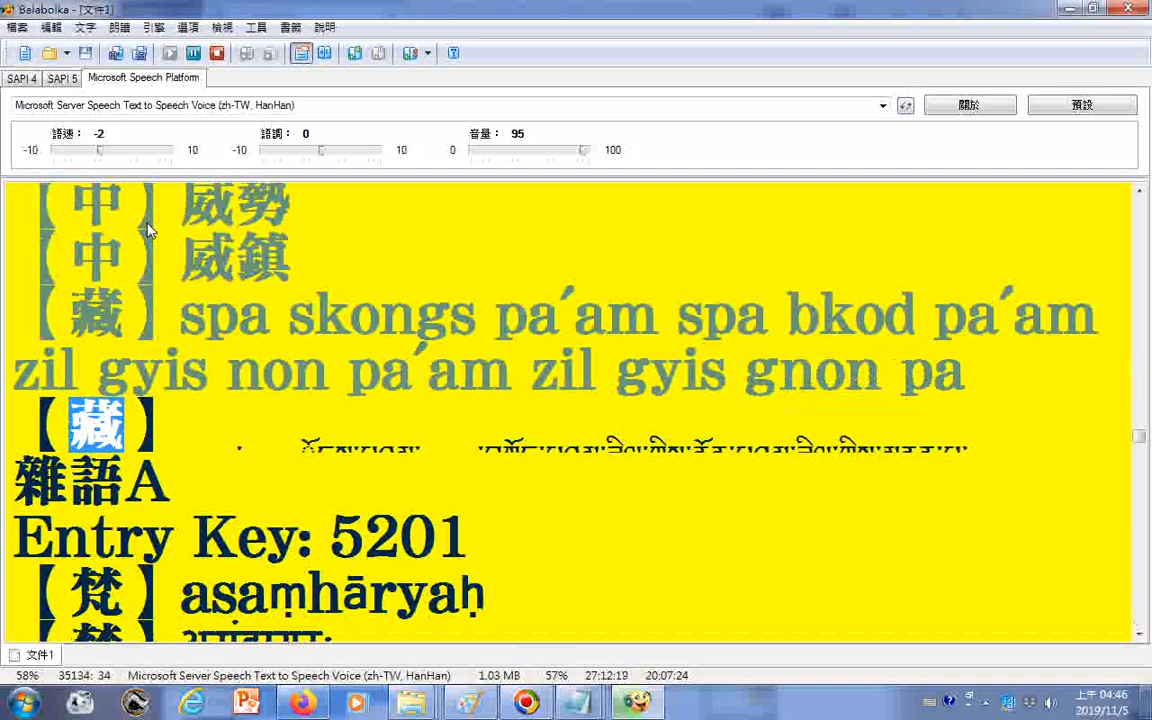 Balabolka - [文件1]
檔案 編輯 文字 朗讀 引擎 選項 檢視 工具 書籤 說明
SAPI 4 SAPI 5 Microsoft Speech Platform
Microsoft Server Speech Text to Speech Voice (zh-TW, HanHan) 關於 預設
語速： -2 語調： 0 音量： 95
-10 10 -10 10 0 100
【中】威勢
【中】威鎮
【藏】spa skongs pa'am spa bkod pa'am
zil gyis non pa'am zil gyis gnon pa
【藏】
雜語A
Entry Key: 5201
【梵】asaṃhāryaḥ
文件1
58% 35134: 34 Microsoft Server Speech Text to Speech Voice (zh-TW, HanHan) 1.03 MB 57% 27:12:19 20:07:24
上午 04:46
2019/11/5